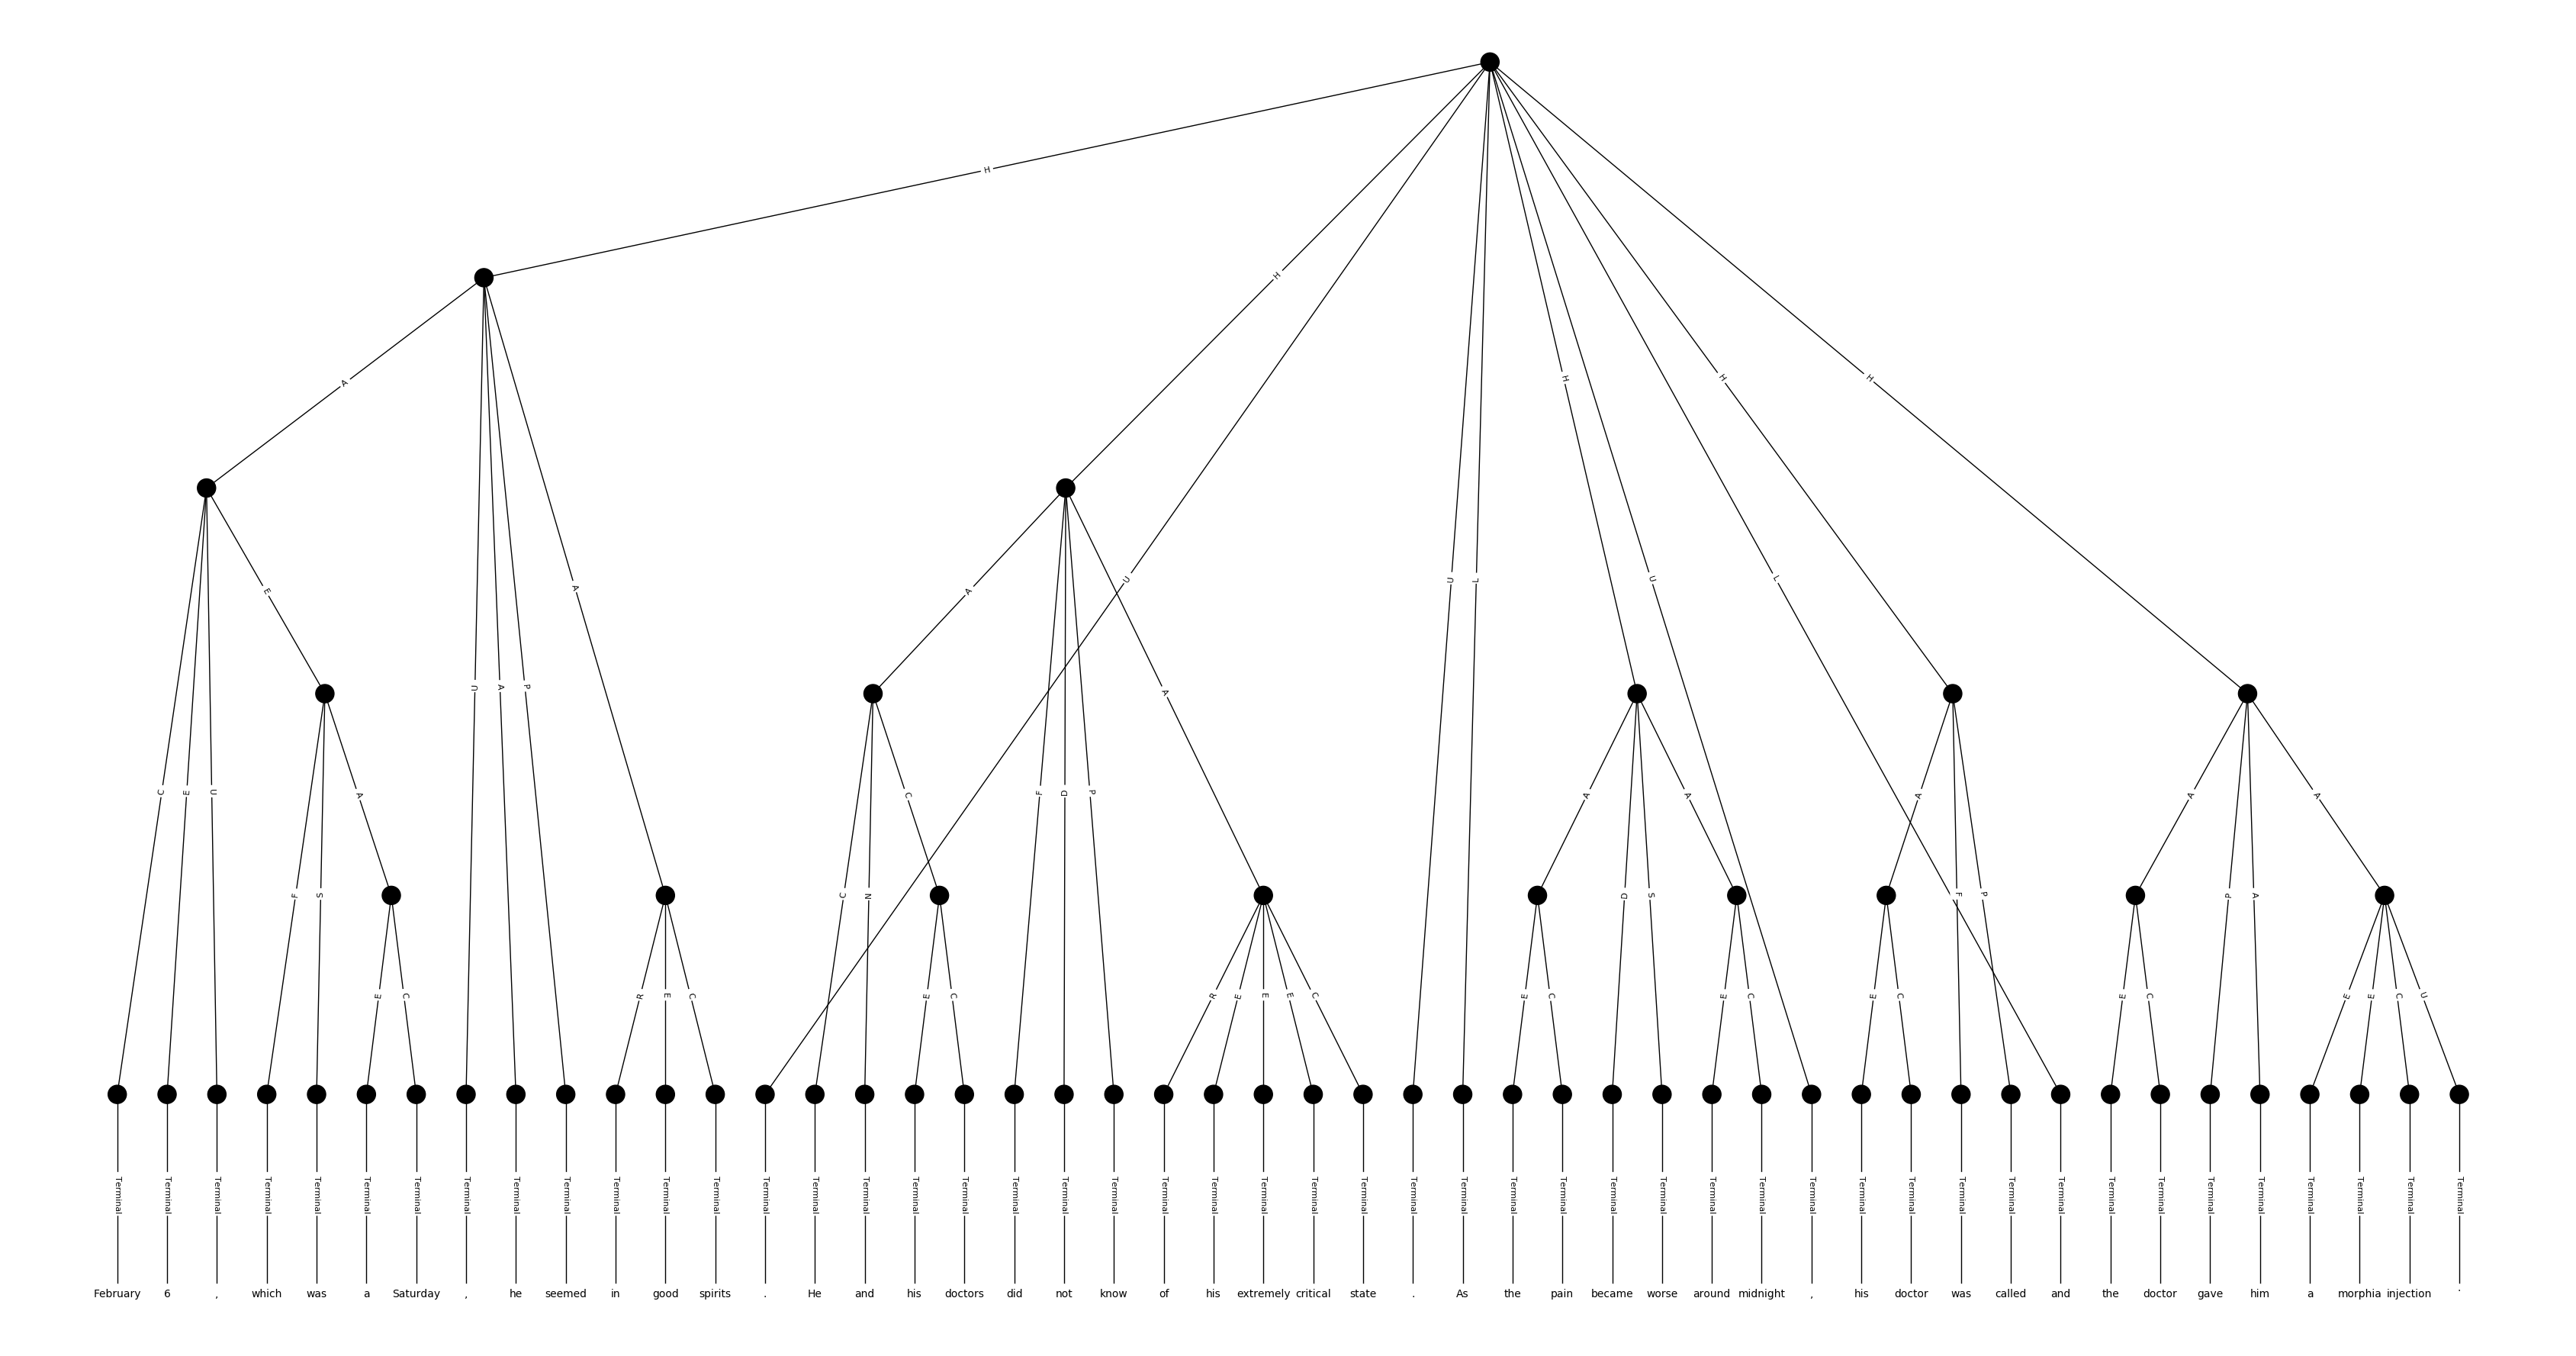 H
H
A
H
H
H
A
U
H
U
L
A
E
A
U
L
U
A
P
A
C
E
U
A
F
D
P
A
A
A
A
A
C
F
S
C
N
D
S
F
P
P
A
E
C
R
E
C
E
C
R
E
E
E
C
E
C
E
C
E
C
E
C
E
E
C
U
Terminal Terminal Terminal Terminal Terminal Terminal Terminal Terminal Terminal Terminal Terminal Terminal Terminal Terminal Terminal Terminal Terminal Terminal Terminal Terminal Terminal Terminal Terminal Terminal Terminal Terminal Terminal Terminal Terminal Terminal Terminal Terminal Terminal Terminal Terminal Terminal Terminal Terminal Terminal Terminal Terminal Terminal Terminal Terminal Terminal Terminal Terminal Terminal
February 6 , which was a Saturday , he seemed in good spirits . He and his doctors did not know of his extremely critical state . As the pain became worse around midnight , his doctor was called and the doctor gave him a morphia injection .